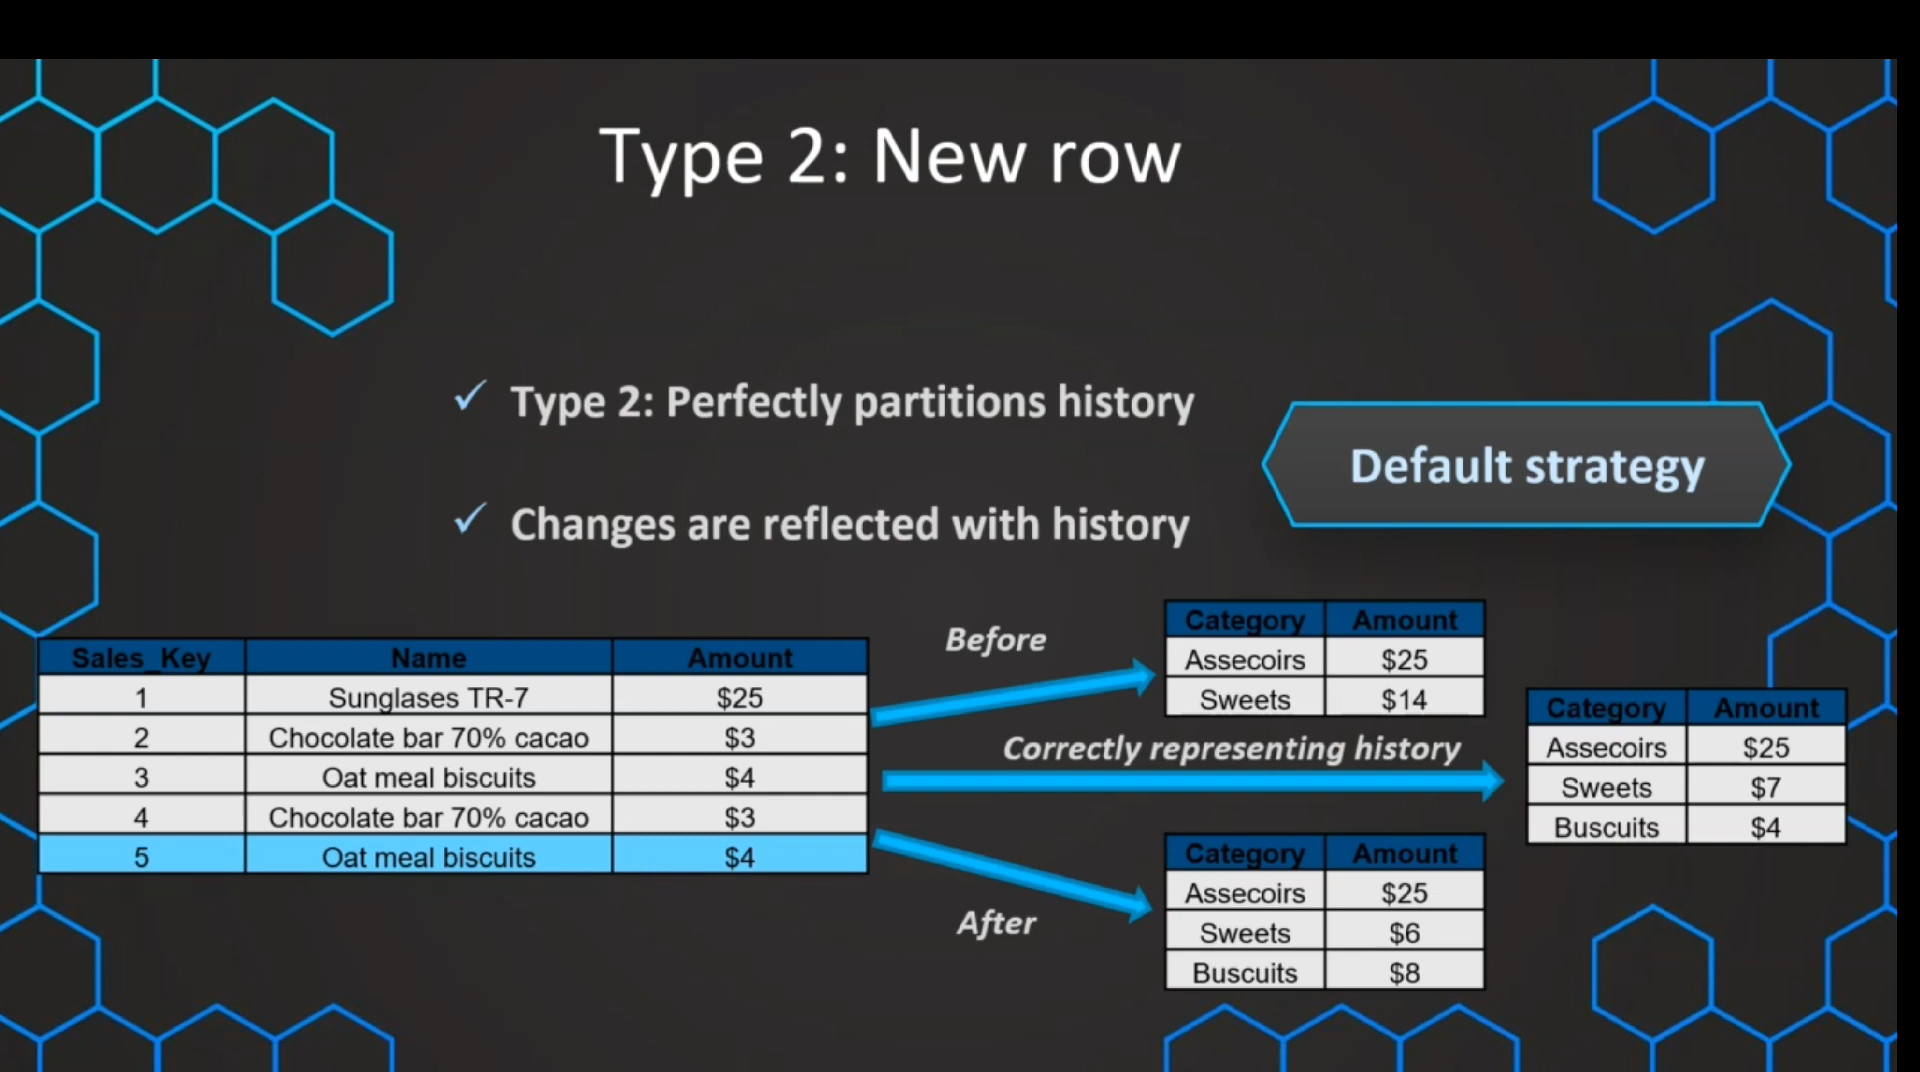 Type 2: New row
✓ Type 2: Perfectly partitions history
Default strategy
✓ Changes are reflected with history
Sales_Key Name Amount
1 Sunglases TR-7 $25
2 Chocolate bar 70% cacao $3
3 Oat meal biscuits $4
4 Chocolate bar 70% cacao $3
5 Oat meal biscuits $4
Before
Category Amount
Assecoirs $25
Sweets $14
Correctly representing history
Category Amount
Assecoirs $25
Sweets $7
Buscuits $4
After
Category Amount
Assecoirs $25
Sweets $6
Buscuits $8